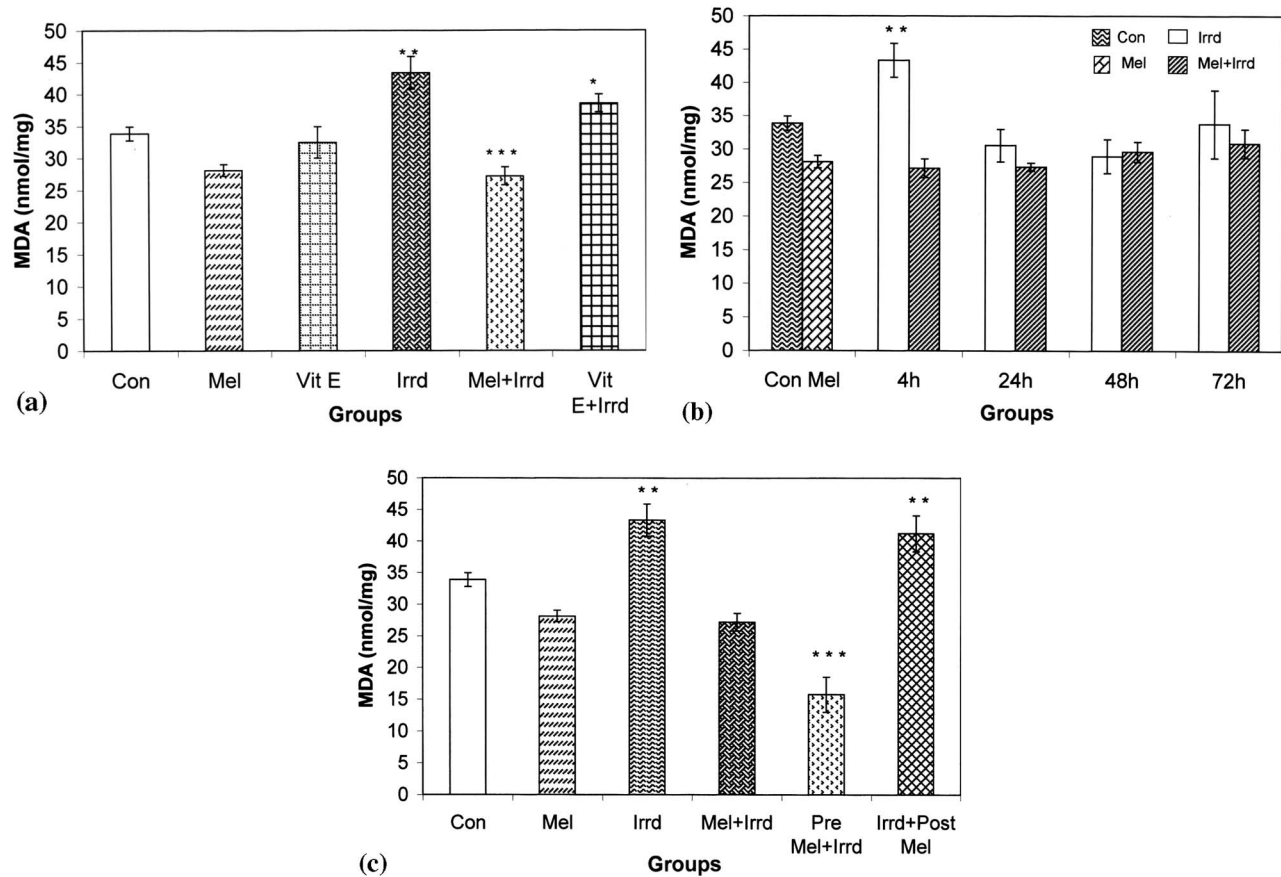 50
45
40
35
30
25
20
15
10
5
0
MDA (nmol/mg)
**
*
***
Con Mel Vit E Irrd Mel+Irrd Vit
E+Irrd
Groups
(a)
50
45
40
35
30
25
20
15
10
5
0
MDA (nmol/mg)
**
Con Irrd
Mel Mel+Irrd
Con Mel 4h 24h 48h 72h
Groups
(b)
50
45
40
35
30
25
20
15
10
5
0
MDA (nmol/mg)
**
**
***
Con Mel Irrd Mel+Irrd Pre Irrd+Post
Mel+Irrd Mel
Groups
(c)